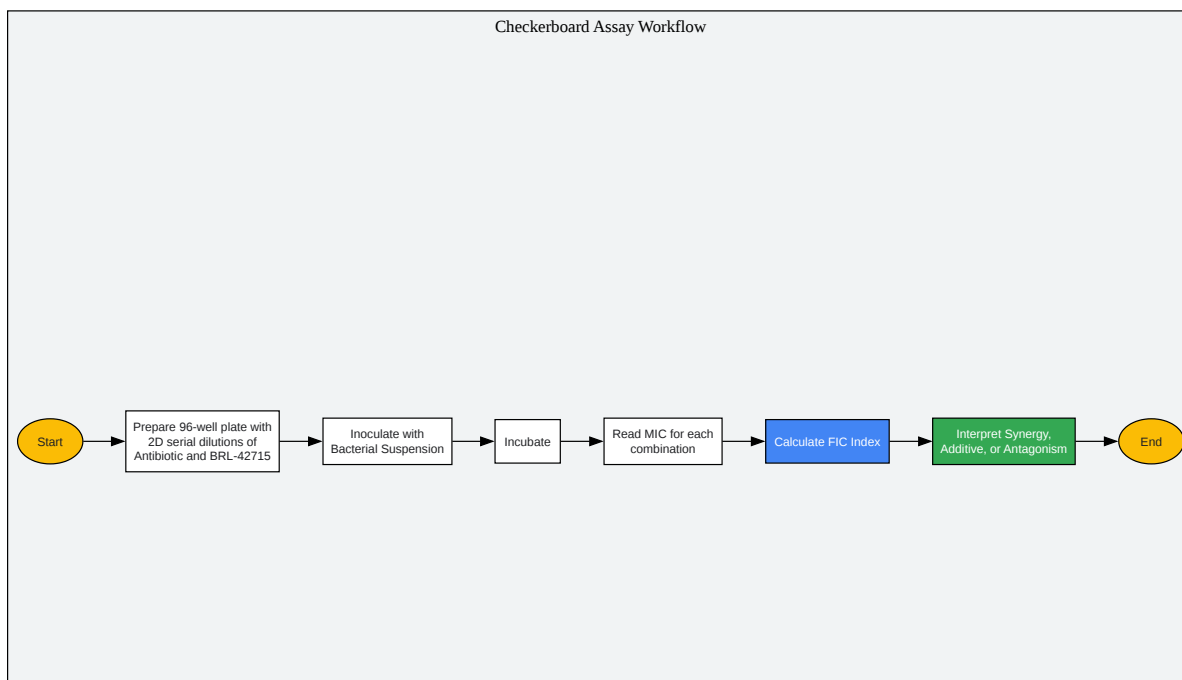 Checkerboard Assay Workflow
Start
Prepare 96-well plate with
2D serial dilutions of
Antibiotic and BRL-42715
Inoculate with
Bacterial Suspension
Incubate
Read MIC for each
combination
Calculate FIC Index
Interpret Synergy,
Additive, or Antagonism
End